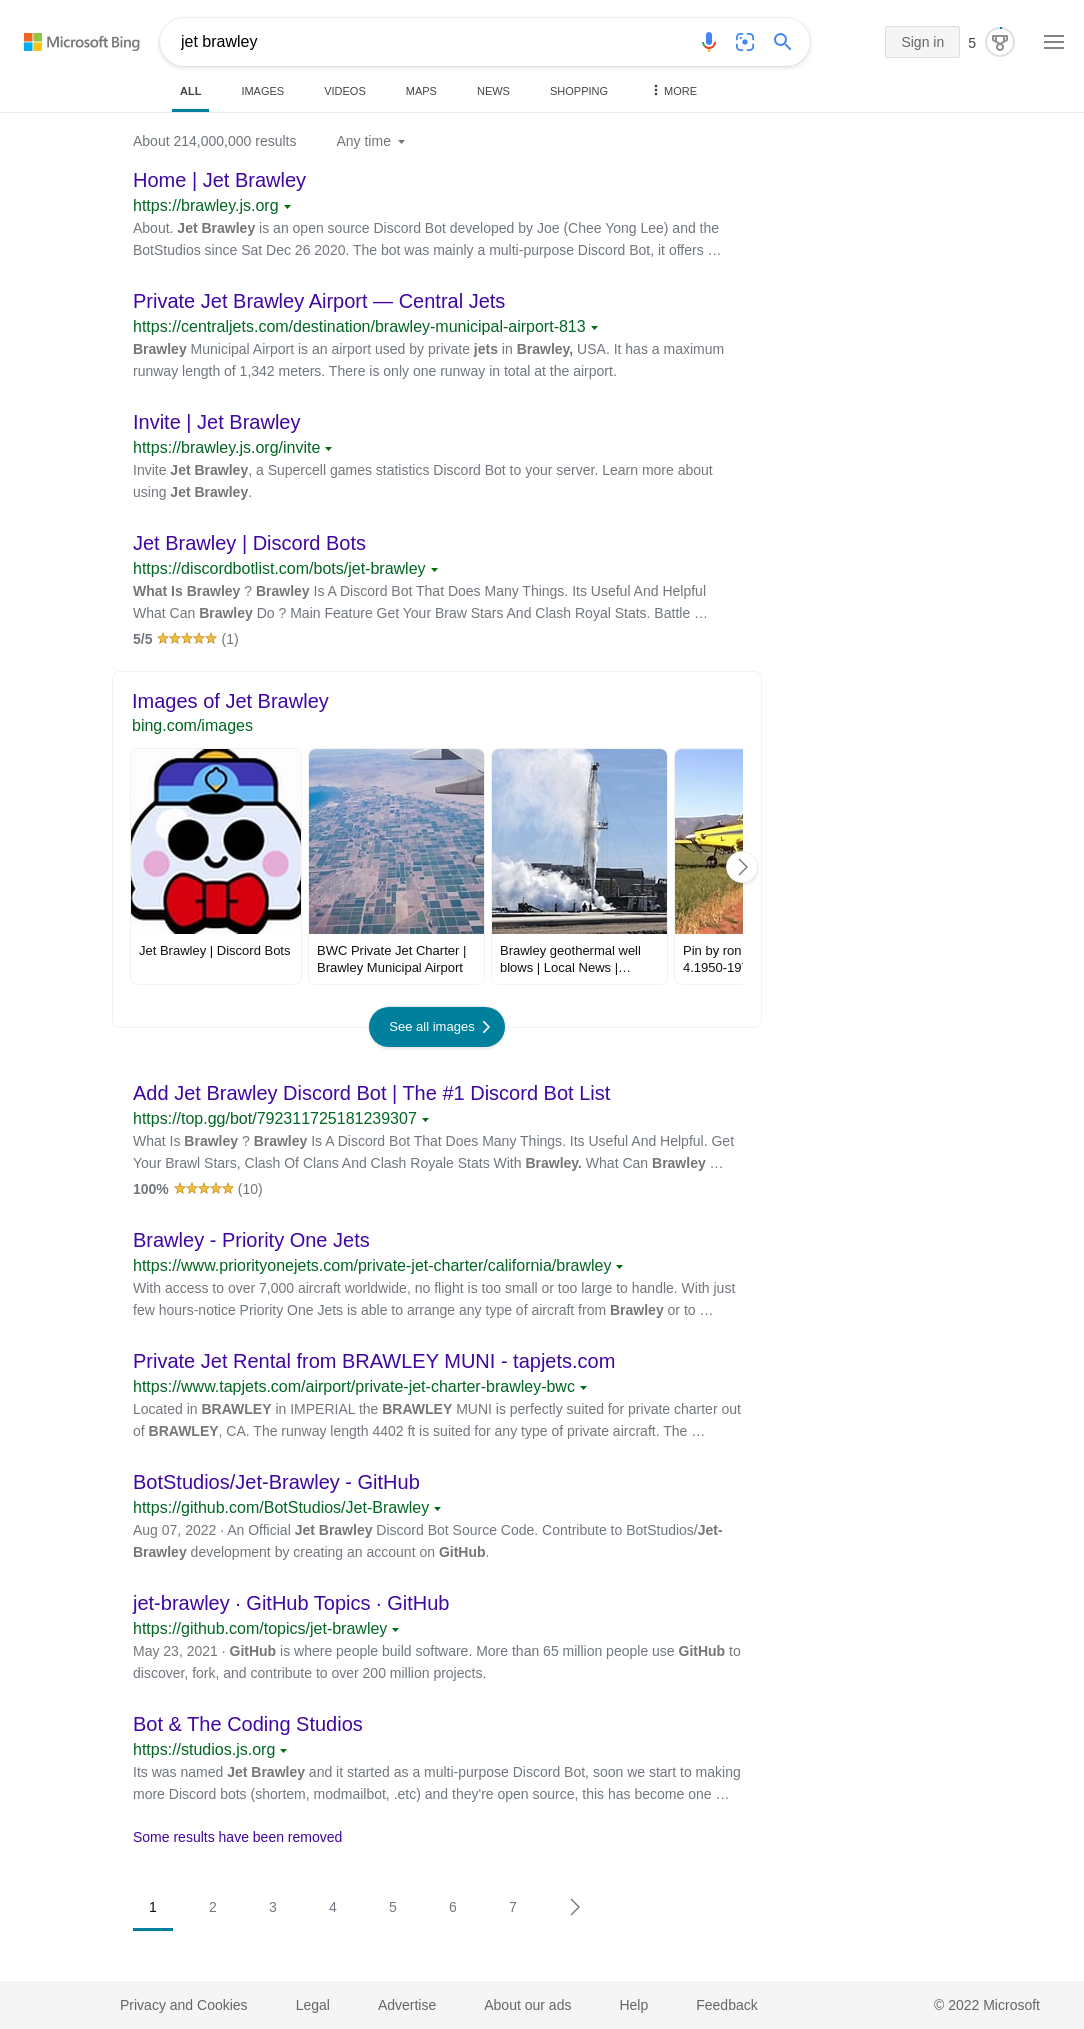 Microsoft Bing
jet brawley
Sign in
5
ALL
IMAGES
VIDEOS
MAPS
NEWS
SHOPPING
MORE
About 214,000,000 results
Any time
Home | Jet Brawley
https://brawley.js.org
About. Jet Brawley is an open source Discord Bot developed by Joe (Chee Yong Lee) and the
BotStudios since Sat Dec 26 2020. The bot was mainly a multi-purpose Discord Bot, it offers …
Private Jet Brawley Airport — Central Jets
https://centraljets.com/destination/brawley-municipal-airport-813
Brawley Municipal Airport is an airport used by private jets in Brawley, USA. It has a maximum
runway length of 1,342 meters. There is only one runway in total at the airport.
Invite | Jet Brawley
https://brawley.js.org/invite
Invite Jet Brawley, a Supercell games statistics Discord Bot to your server. Learn more about
using Jet Brawley.
Jet Brawley | Discord Bots
https://discordbotlist.com/bots/jet-brawley
What Is Brawley ? Brawley Is A Discord Bot That Does Many Things. Its Useful And Helpful
What Can Brawley Do ? Main Feature Get Your Braw Stars And Clash Royal Stats. Battle …
5/5 (1)
Images of Jet Brawley
bing.com/images
Jet Brawley | Discord Bots
BWC Private Jet Charter |
Brawley Municipal Airport
Brawley geothermal well
blows | Local News |…
Pin by ron
4.1950-197
See all images
Add Jet Brawley Discord Bot | The #1 Discord Bot List
https://top.gg/bot/792311725181239307
What Is Brawley ? Brawley Is A Discord Bot That Does Many Things. Its Useful And Helpful. Get
Your Brawl Stars, Clash Of Clans And Clash Royale Stats With Brawley. What Can Brawley …
100% (10)
Brawley - Priority One Jets
https://www.priorityonejets.com/private-jet-charter/california/brawley
With access to over 7,000 aircraft worldwide, no flight is too small or too large to handle. With just
few hours-notice Priority One Jets is able to arrange any type of aircraft from Brawley or to …
Private Jet Rental from BRAWLEY MUNI - tapjets.com
https://www.tapjets.com/airport/private-jet-charter-brawley-bwc
Located in BRAWLEY in IMPERIAL the BRAWLEY MUNI is perfectly suited for private charter out
of BRAWLEY, CA. The runway length 4402 ft is suited for any type of private aircraft. The …
BotStudios/Jet-Brawley - GitHub
https://github.com/BotStudios/Jet-Brawley
Aug 07, 2022 · An Official Jet Brawley Discord Bot Source Code. Contribute to BotStudios/Jet-
Brawley development by creating an account on GitHub.
jet-brawley · GitHub Topics · GitHub
https://github.com/topics/jet-brawley
May 23, 2021 · GitHub is where people build software. More than 65 million people use GitHub to
discover, fork, and contribute to over 200 million projects.
Bot & The Coding Studios
https://studios.js.org
Its was named Jet Brawley and it started as a multi-purpose Discord Bot, soon we start to making
more Discord bots (shortem, modmailbot, .etc) and they're open source, this has become one …
Some results have been removed
1 2 3 4 5 6 7
Privacy and Cookies
Legal
Advertise
About our ads
Help
Feedback
© 2022 Microsoft